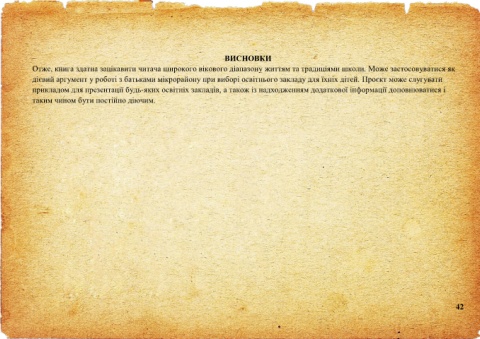 ВИСНОВКИ
Отже, книга здатна зацікавити читача широкого вікового діапазону життям та традиціями школи. Може застосовуватися як
дієвий аргумент у роботі з батьками мікрорайону при виборі освітнього закладу для їхніх дітей. Проєкт може слугувати
прикладом для презентації будь-яких освітніх закладів, а також із надходженням додаткової інформації доповнюватися і
таким чином бути постійно діючим.
42